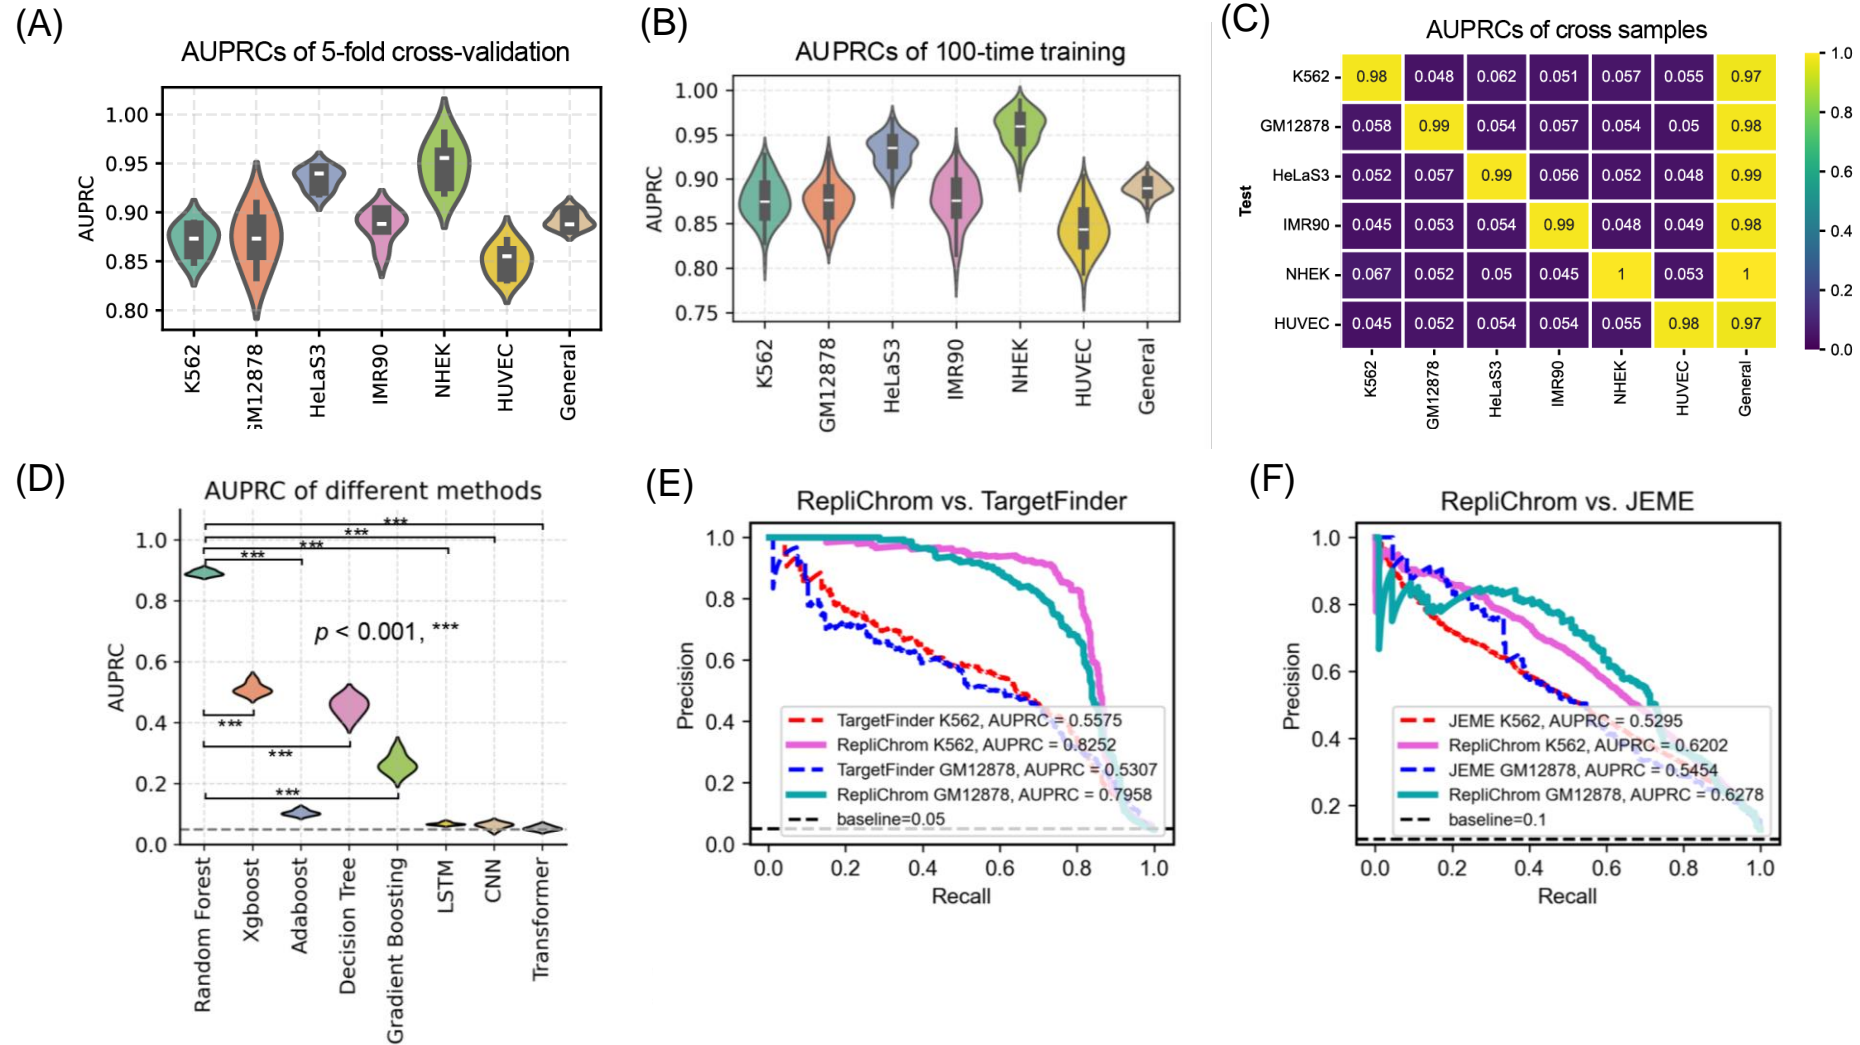 (A)
AUPRCs of 5-fold cross-validation
AUPRC
1.00
0.95
0.90
0.85
0.80
K562
GM12878
HeLaS3
IMR90
NHEK
HUVEC
General
(B)
AUPRCs of 100-time training
AUPRC
1.00
0.95
0.90
0.85
0.80
0.75
K562
GM12878
HeLaS3
IMR90
NHEK
HUVEC
General
(C)
AUPRCs of cross samples
Test
K562 0.98 0.048 0.062 0.051 0.057 0.055 0.97
GM12878 0.058 0.99 0.054 0.057 0.054 0.05 0.98
HeLaS3 0.052 0.057 0.99 0.056 0.052 0.048 0.99
IMR90 0.045 0.053 0.054 0.99 0.048 0.049 0.98
NHEK 0.067 0.052 0.05 0.045 1 0.053 1
HUVEC 0.045 0.052 0.054 0.054 0.055 0.98 0.97
K562
GM12878
HeLaS3
IMR90
NHEK
HUVEC
General
1.0
0.8
0.6
0.4
0.2
0.0
(D)
AUPRC of different methods
AUPRC
1.0
0.8
0.6
0.4
0.2
0.0
***
***
***
***
p < 0.001, ***
***
***
***
Random Forest
Xgboost
Adaboost
Decision Tree
Gradient Boosting
LSTM
CNN
Transformer
(E)
RepliChrom vs. TargetFinder
Precision
1.0
0.8
0.6
0.4
0.2
0.0
TargetFinder K562, AUPRC = 0.5575
RepliChrom K562, AUPRC = 0.8252
TargetFinder GM12878, AUPRC = 0.5307
RepliChrom GM12878, AUPRC = 0.7958
baseline=0.05
0.0 0.2 0.4 0.6 0.8 1.0
Recall
(F)
RepliChrom vs. JEME
Precision
1.0
0.8
0.6
0.4
0.2
JEME K562, AUPRC = 0.5295
RepliChrom K562, AUPRC = 0.6202
JEME GM12878, AUPRC = 0.5454
RepliChrom GM12878, AUPRC = 0.6278
baseline=0.1
0.0 0.2 0.4 0.6 0.8 1.0
Recall